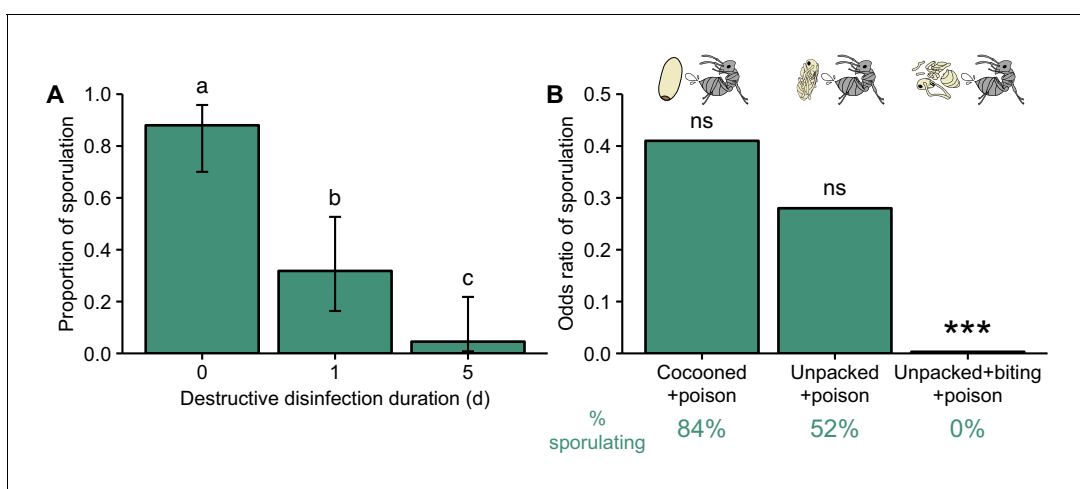 A
Proportion of sporulation
1.0
0.8
0.6
0.4
0.2
0.0
a
b
c
0 1 5
Destructive disinfection duration (d)
B
Odds ratio of sporulation
0.5
0.4
0.3
0.2
0.1
0.0
ns
ns
***
Cocooned
+poison
Unpacked
+poison
Unpacked+biting
+poison
%
sporulating
84% 52% 0%